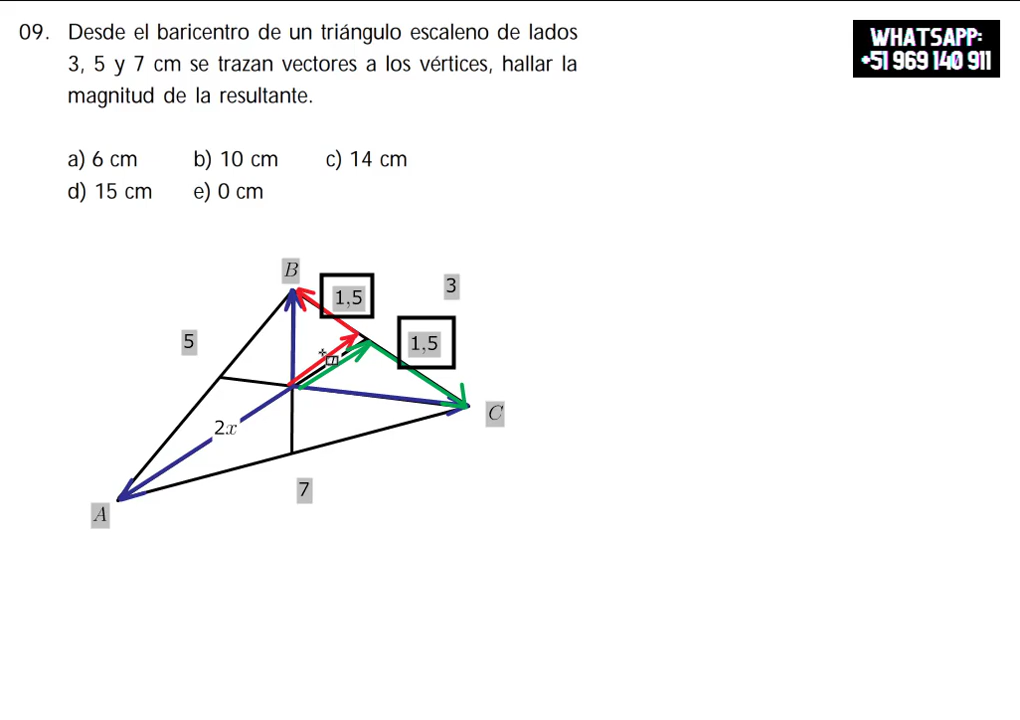 09. Desde el baricentro de un triángulo escaleno de lados
3, 5 y 7 cm se trazan vectores a los vértices, hallar la
magnitud de la resultante.
a) 6 cm b) 10 cm c) 14 cm
d) 15 cm e) 0 cm
WHATSAPP:
+51 969 140 911
B
1,5
3
5
1,5
2x
C
7
A